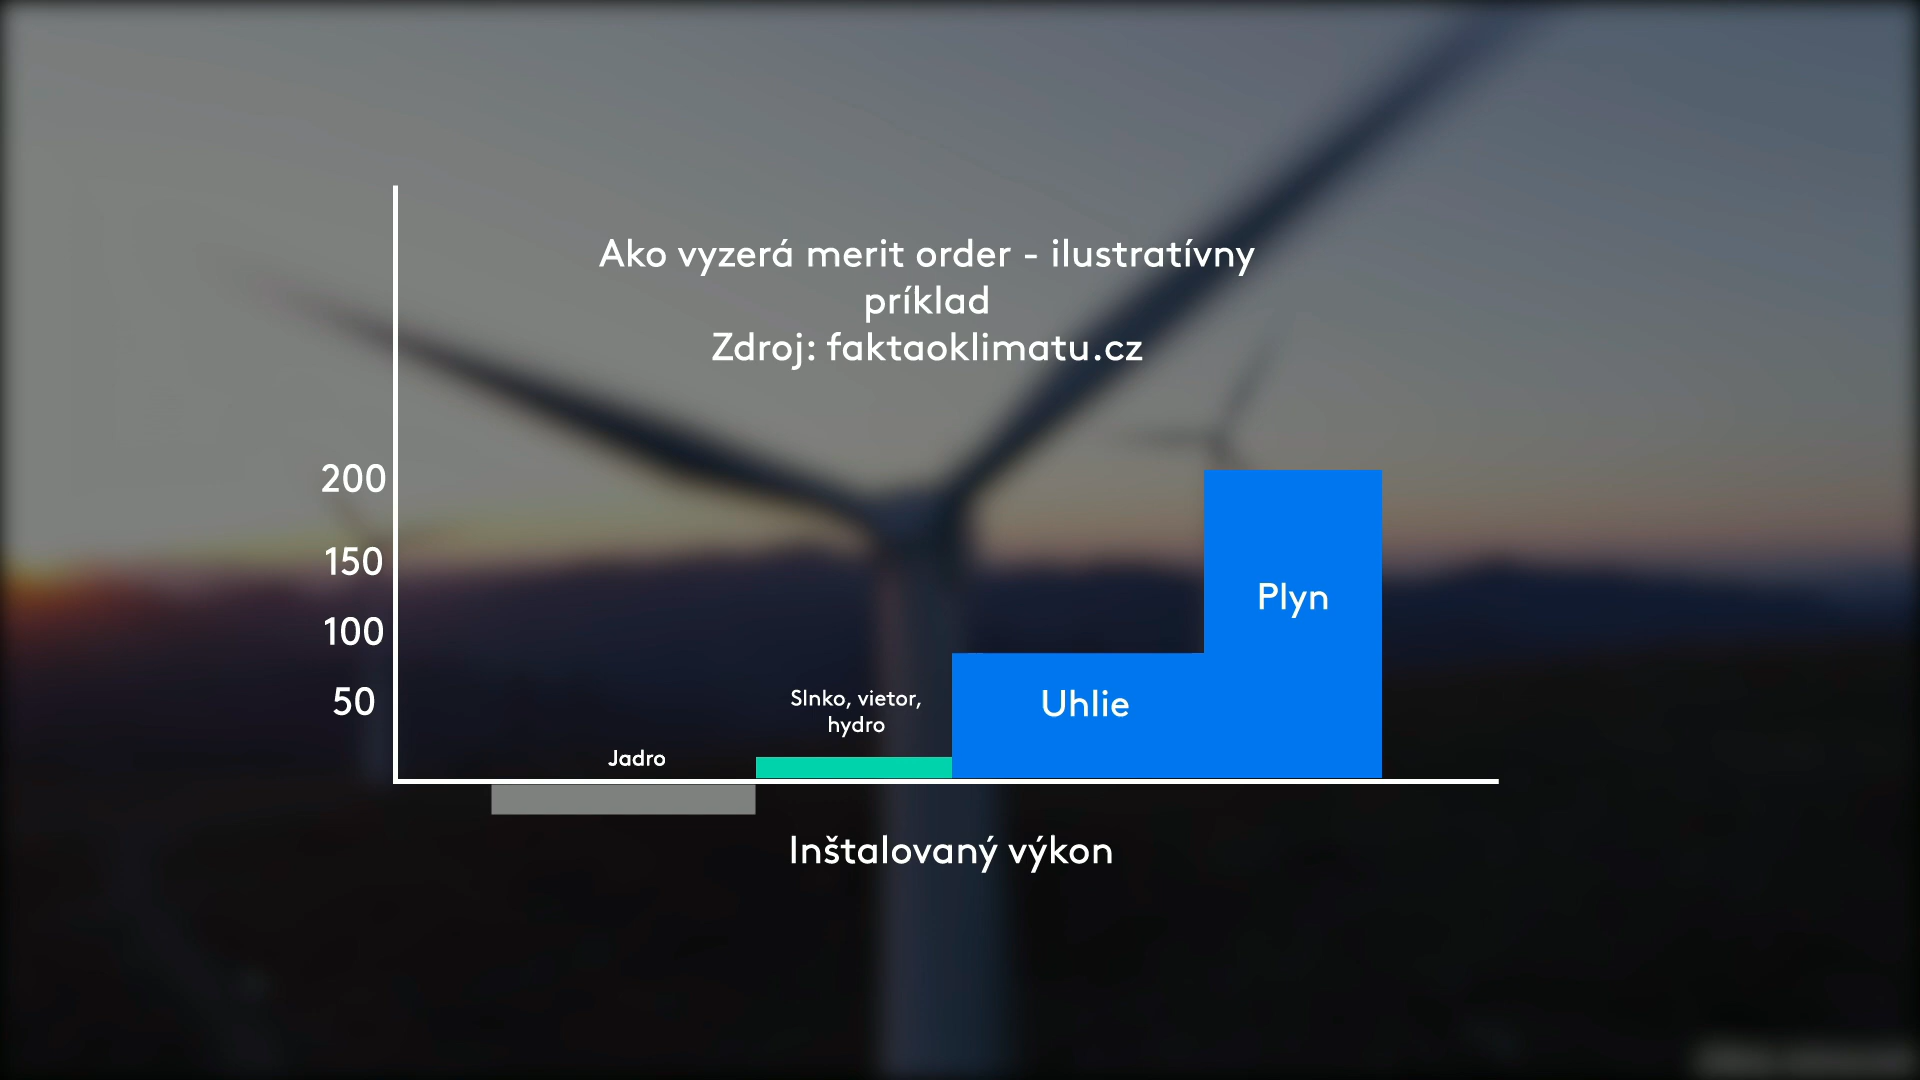 Ako vyzerá merit order - ilustratívny
príklad
Zdroj: faktaoklimatu.cz
200
150
100
50
Plyn
Uhlie
Slnko, vietor,
hydro
Jadro
Inštalovaný výkon